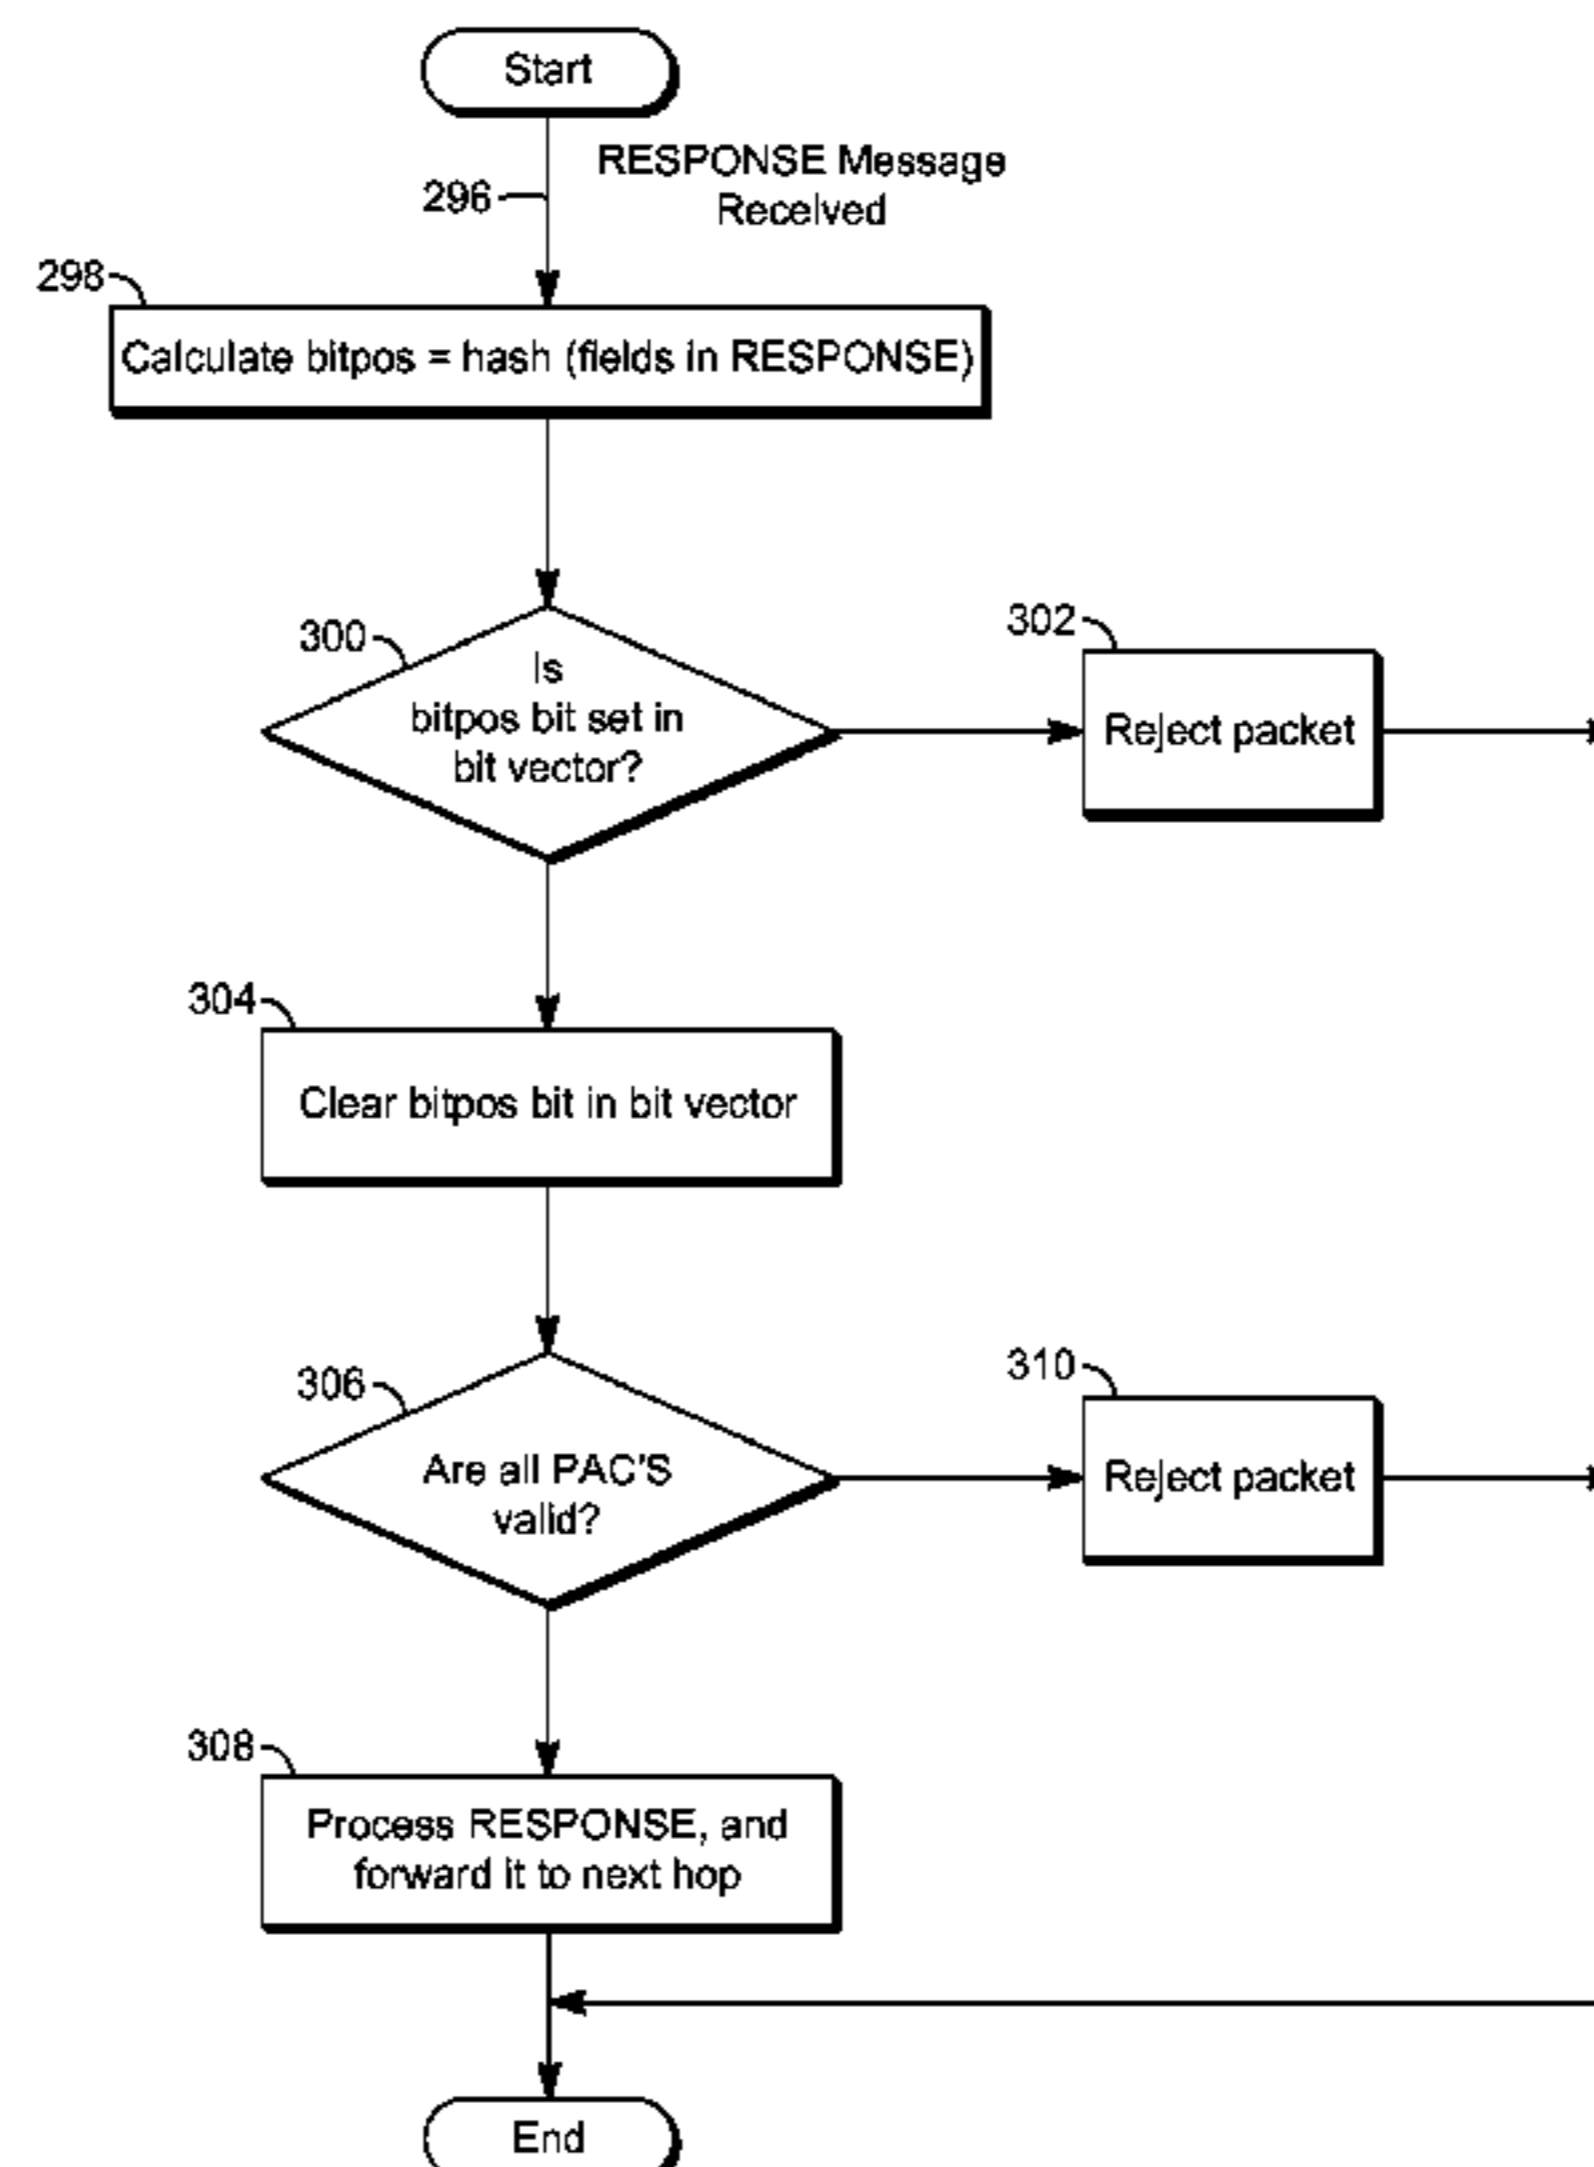 Start
RESPONSE Message
Received
296
298
Calculate bitpos = hash (fields in RESPONSE)
300
Is
bitpos bit set in
bit vector?
302
Reject packet
304
Clear bitpos bit in bit vector
306
Are all PAC'S
valid?
310
Reject packet
308
Process RESPONSE, and
forward it to next hop
End